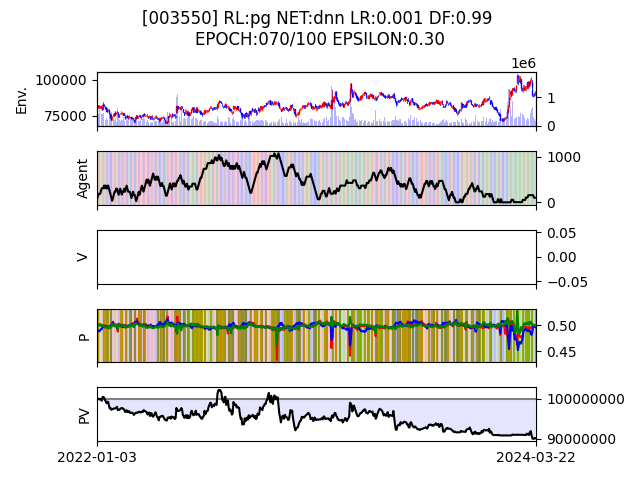 [003550] RL:pg NET:dnn LR:0.001 DF:0.99
EPOCH:070/100 EPSILON:0.30
1e6
Env.
100000
75000
1
0
Agent
1000
0
V
0.05
0.00
−0.05
P
0.50
0.45
PV
100000000
90000000
2022-01-03
2024-03-22